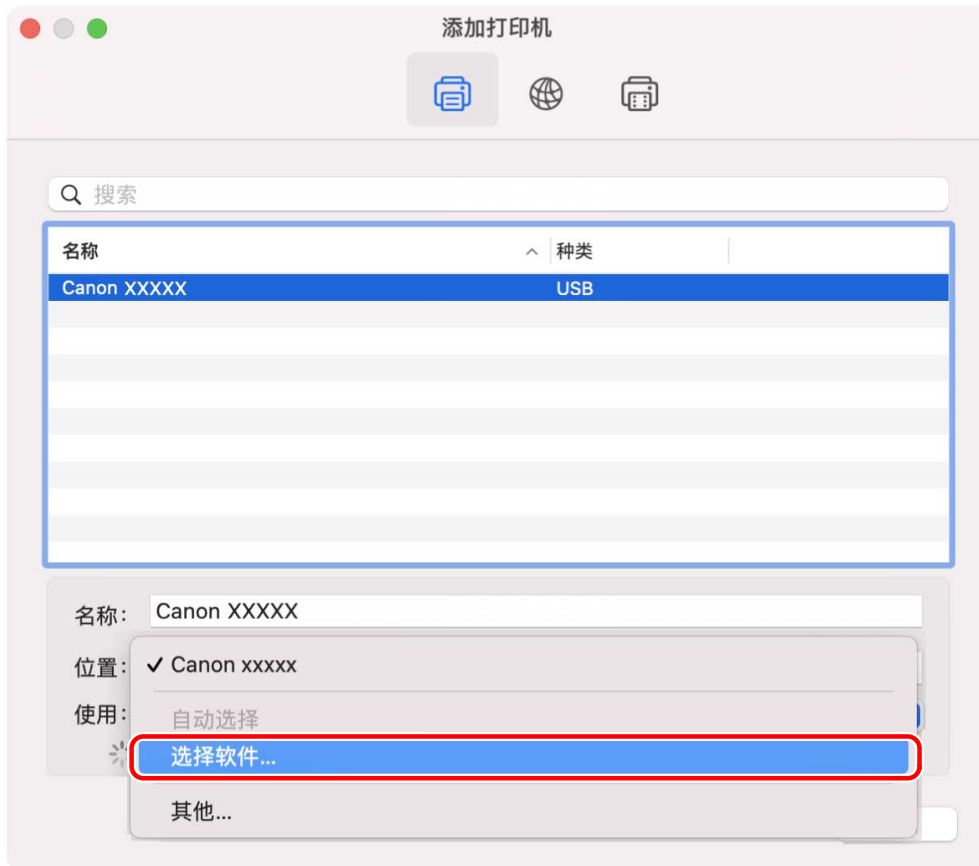 添加打印机
搜索
名称 种类
Canon XXXXX USB
名称: Canon XXXXX
位置: ✓ Canon xxxxx
使用: 自动选择
选择软件...
其他...